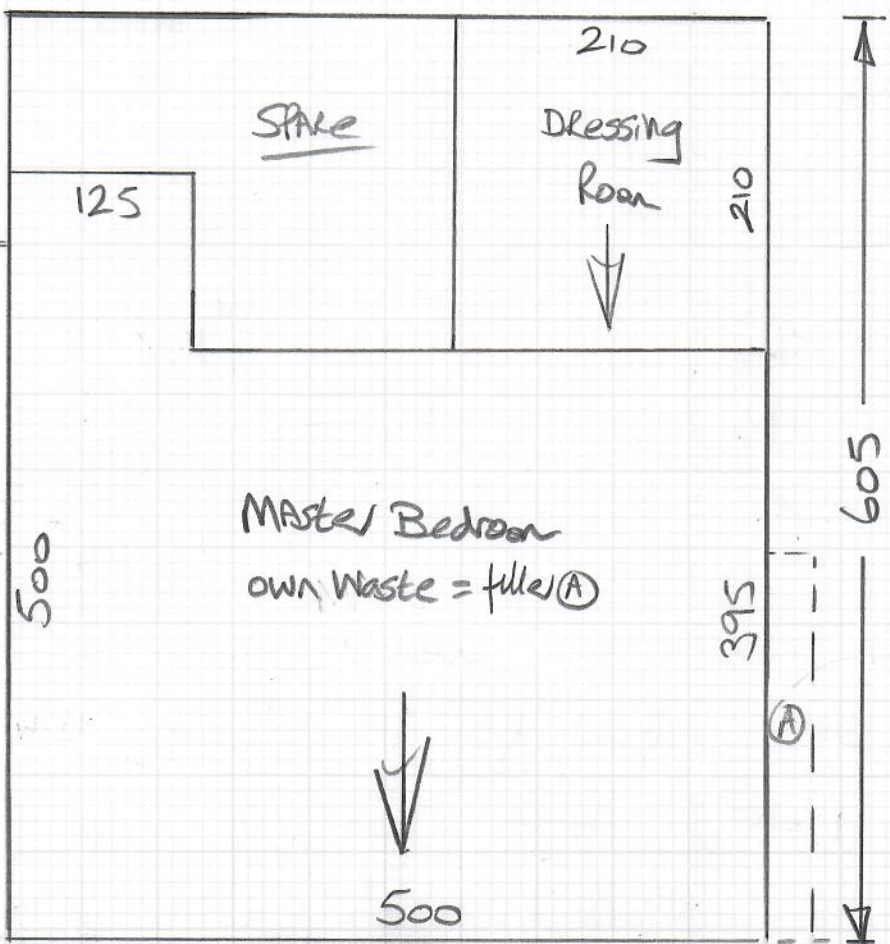 210
SPARE
Dressing
Room
210
125
605
Master Bedroom
own Waste = filler Ⓐ
500
395
Ⓐ
500